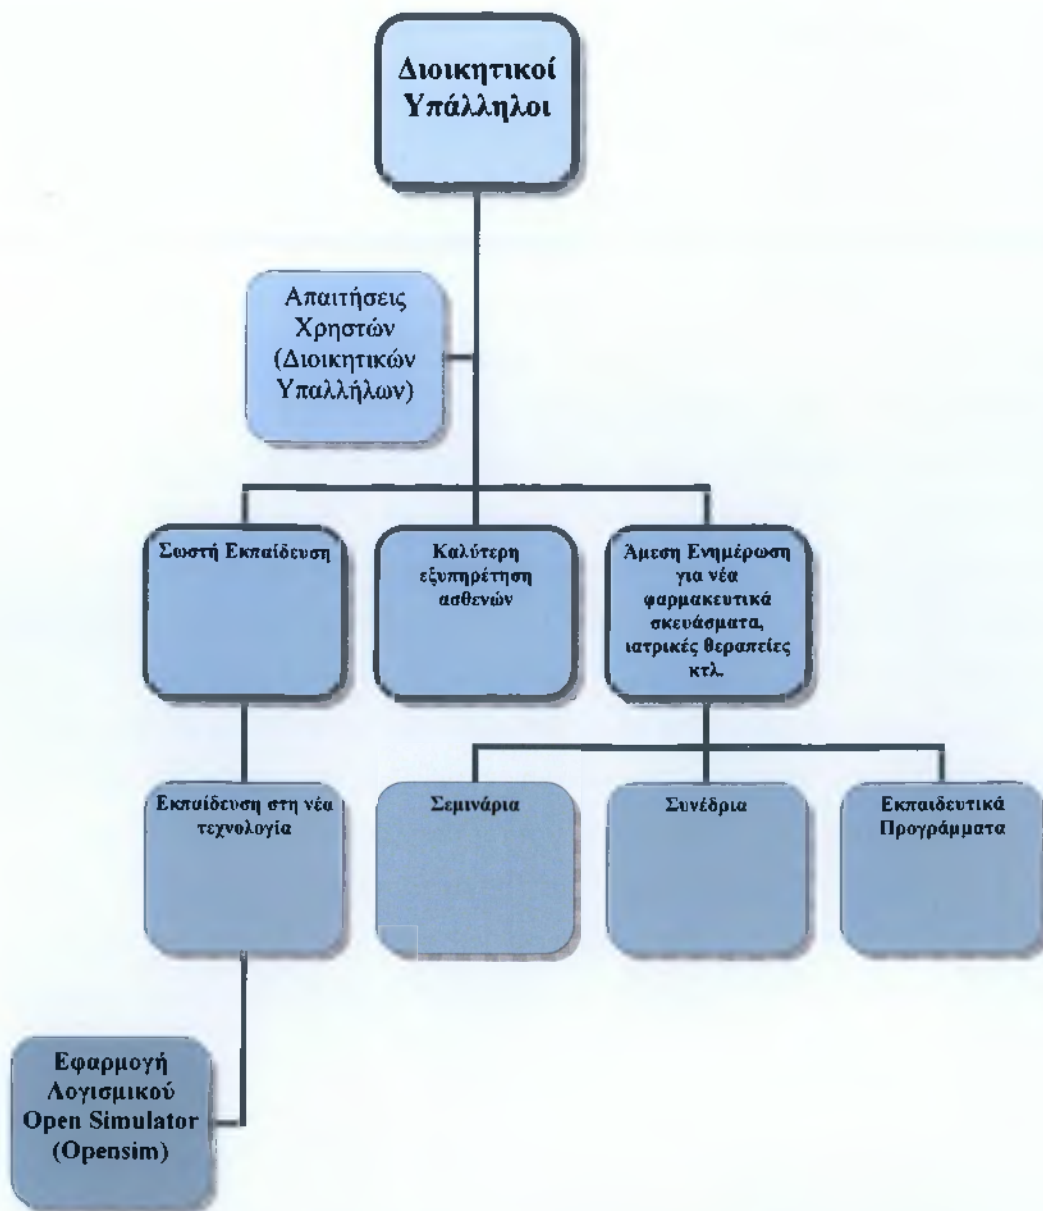 Διοικητικοί
Υπάλληλοι
Απαιτήσεις
Χρηστών
(Διοικητικών
Υπαλλήλων)
Σωστή Εκπαίδευση
Καλύτερη
εξυπηρέτηση
ασθενών
Άμεση Ενημέρωση
για νέα
φαρμακευτικά
σκευάσματα,
ιατρικές θεραπείες
κτλ.
Εκπαίδευση στη νέα
τεχνολογία
Σεμινάρια
Συνέδρια
Εκπαιδευτικά
Προγράμματα
Εφαρμογή
Λογισμικού
Open Simulator
(Opensim)